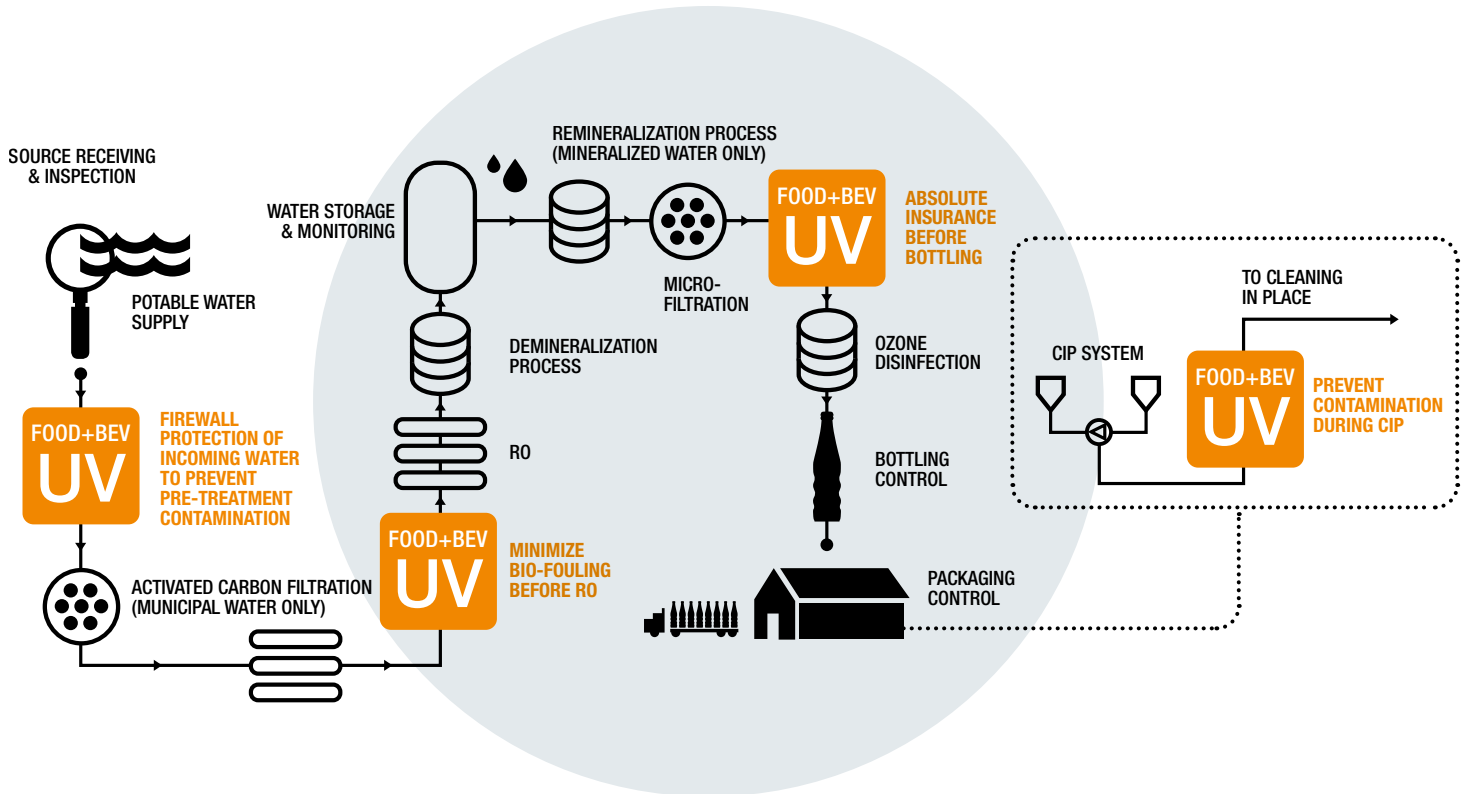 SOURCE RECEIVING
& INSPECTION
POTABLE WATER
SUPPLY
FOOD+BEV
UV
FIREWALL
PROTECTION OF
INCOMING WATER
TO PREVENT
PRE-TREATMENT
CONTAMINATION
ACTIVATED CARBON FILTRATION
(MUNICIPAL WATER ONLY)
FOOD+BEV
UV
MINIMIZE
BIO-FOULING
BEFORE RO
RO
DEMINERALIZATION
PROCESS
WATER STORAGE
& MONITORING
REMINERALIZATION PROCESS
(MINERALIZED WATER ONLY)
MICRO-
FILTRATION
FOOD+BEV
UV
ABSOLUTE
INSURANCE
BEFORE
BOTTLING
OZONE
DISINFECTION
BOTTLING
CONTROL
PACKAGING
CONTROL
CIP SYSTEM
TO CLEANING
IN PLACE
FOOD+BEV
UV
PREVENT
CONTAMINATION
DURING CIP